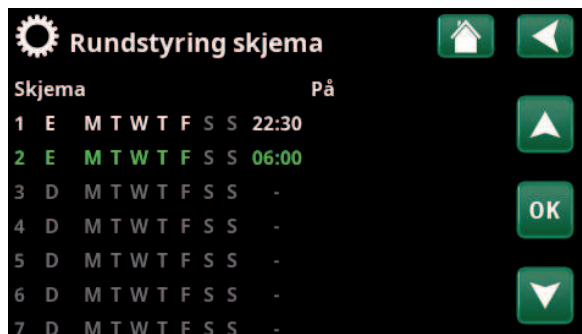 Rundstyring skjema
Skjema På
1 E M T W T F S S 22:30
2 E M T W T F S S 06:00
3 D M T W T F S S -
4 D M T W T F S S -
OK
5 D M T W T F S S -
6 D M T W T F S S -
7 D M T W T F S S -